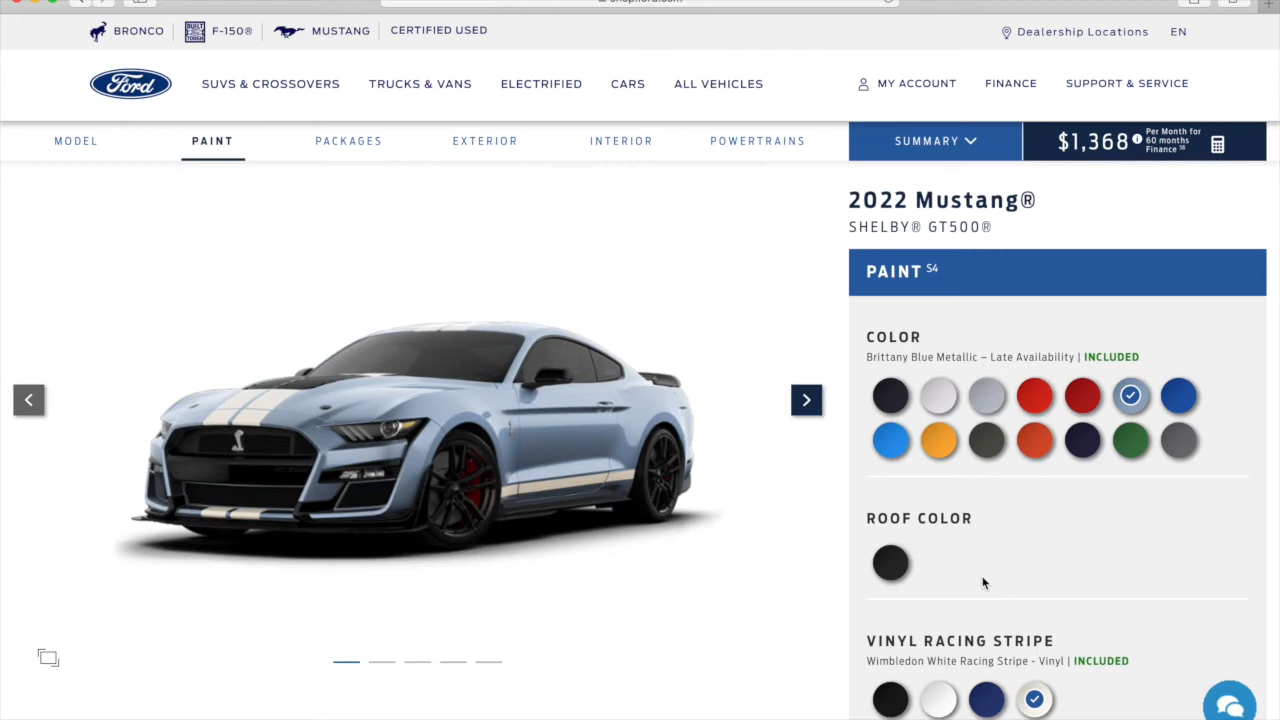 BRONCO
F-150®
MUSTANG
CERTIFIED USED
Dealership Locations
EN
Ford
SUVS & CROSSOVERS
TRUCKS & VANS
ELECTRIFIED
CARS
ALL VEHICLES
MY ACCOUNT
FINANCE
SUPPORT & SERVICE
MODEL
PAINT
PACKAGES
EXTERIOR
INTERIOR
POWERTRAINS
SUMMARY
$1,368
Per Month for
60 months
Finance
2022 Mustang®
SHELBY® GT500®
PAINT S4
COLOR
Brittany Blue Metallic – Late Availability | INCLUDED
ROOF COLOR
VINYL RACING STRIPE
Wimbledon White Racing Stripe - Vinyl | INCLUDED